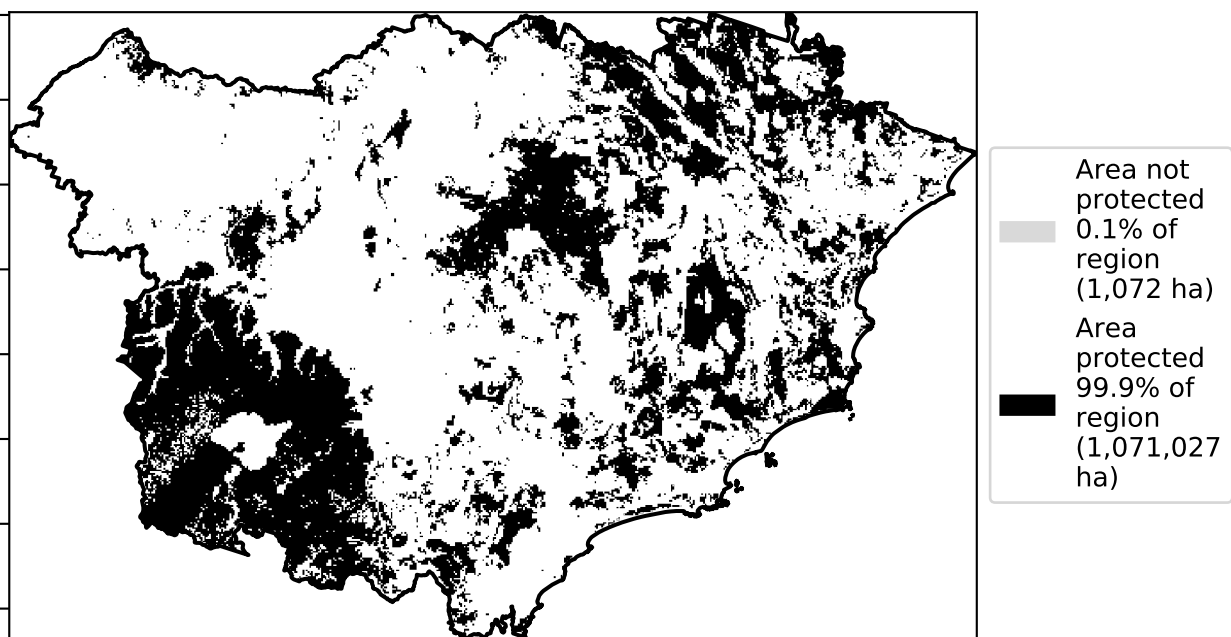 Area not
protected
0.1% of
region
(1,072 ha)
Area
protected
99.9% of
region
(1,071,027
ha)